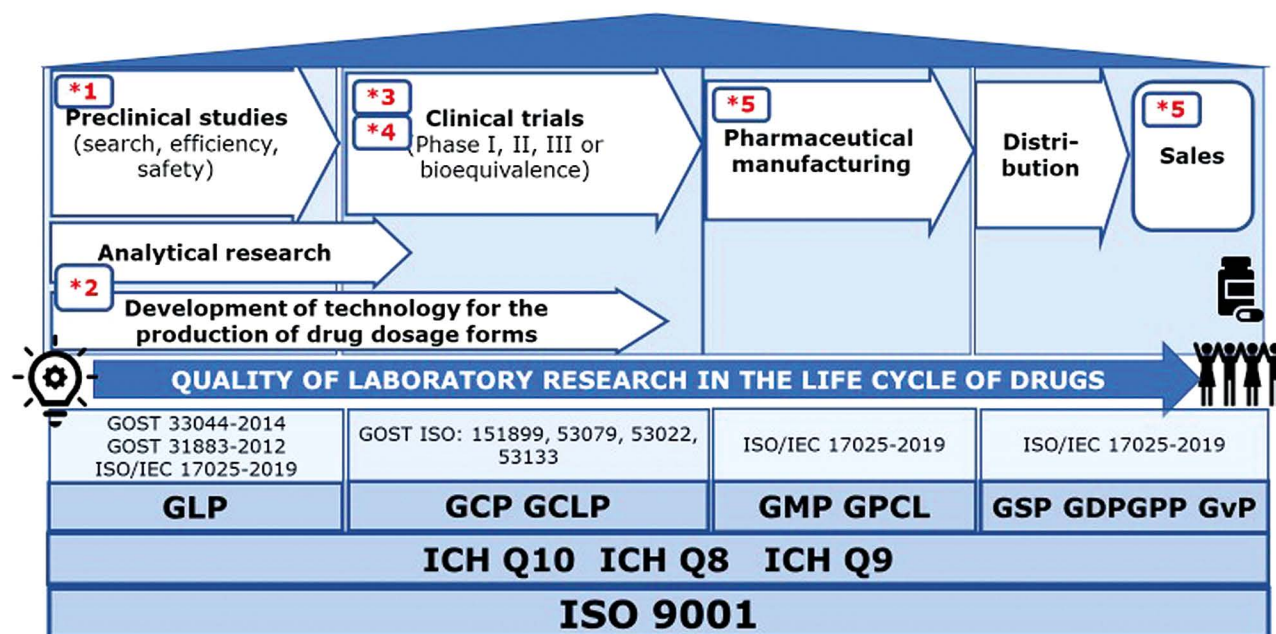 *1
Preclinical studies
(search, efficiency,
safety)
*3
*4
Clinical trials
(Phase I, II, III or
bioequivalence)
*5
Pharmaceutical
manufacturing
Distri-
bution
*5
Sales
Analytical research
*2
Development of technology for the
production of drug dosage forms
QUALITY OF LABORATORY RESEARCH IN THE LIFE CYCLE OF DRUGS
GOST 33044-2014
GOST 31883-2012
ISO/IEC 17025-2019
GOST ISO: 151899, 53079, 53022,
53133
ISO/IEC 17025-2019
ISO/IEC 17025-2019
GLP
GCP GCLP
GMP GPCL
GSP GDPGPP GvP
ICH Q10 ICH Q8 ICH Q9
ISO 9001